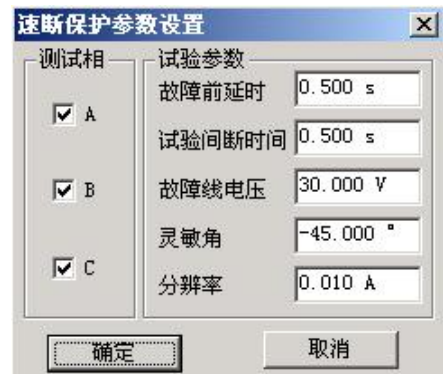 速断保护参数设置
测试相
A
B
C
试验参数
故障前延时 0.500 s
试验间断时间 0.500 s
故障线电压 30.000 V
灵敏角 -45.000 °
分辨率 0.010 A
确定 取消